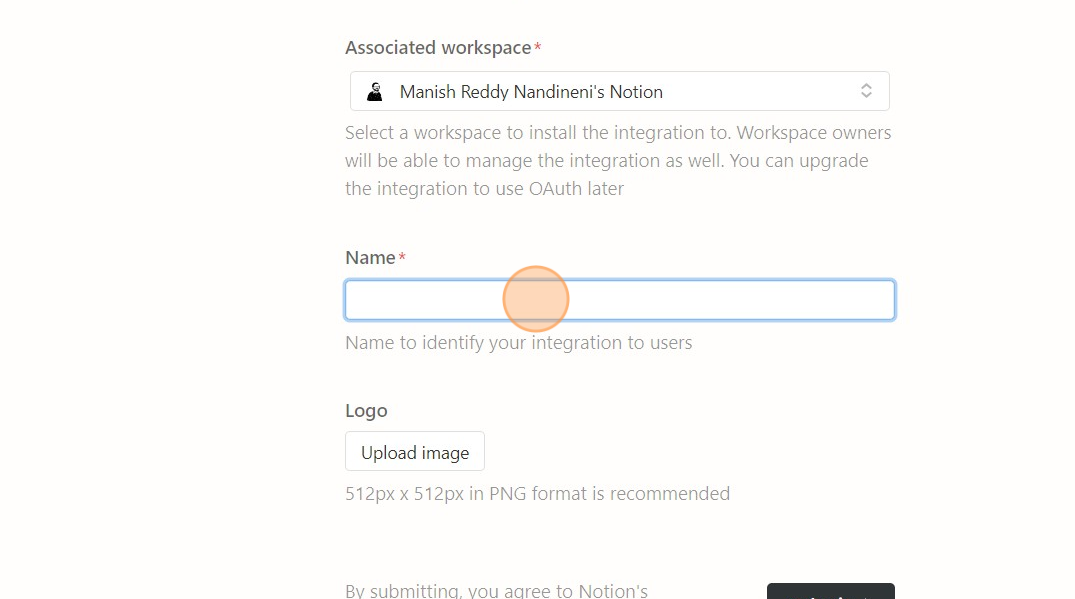 Associated workspace*
Manish Reddy Nandineni's Notion
Select a workspace to install the integration to. Workspace owners
will be able to manage the integration as well. You can upgrade
the integration to use OAuth later
Name*
Name to identify your integration to users
Logo
Upload image
512px x 512px in PNG format is recommended
By submitting, you agree to Notion's